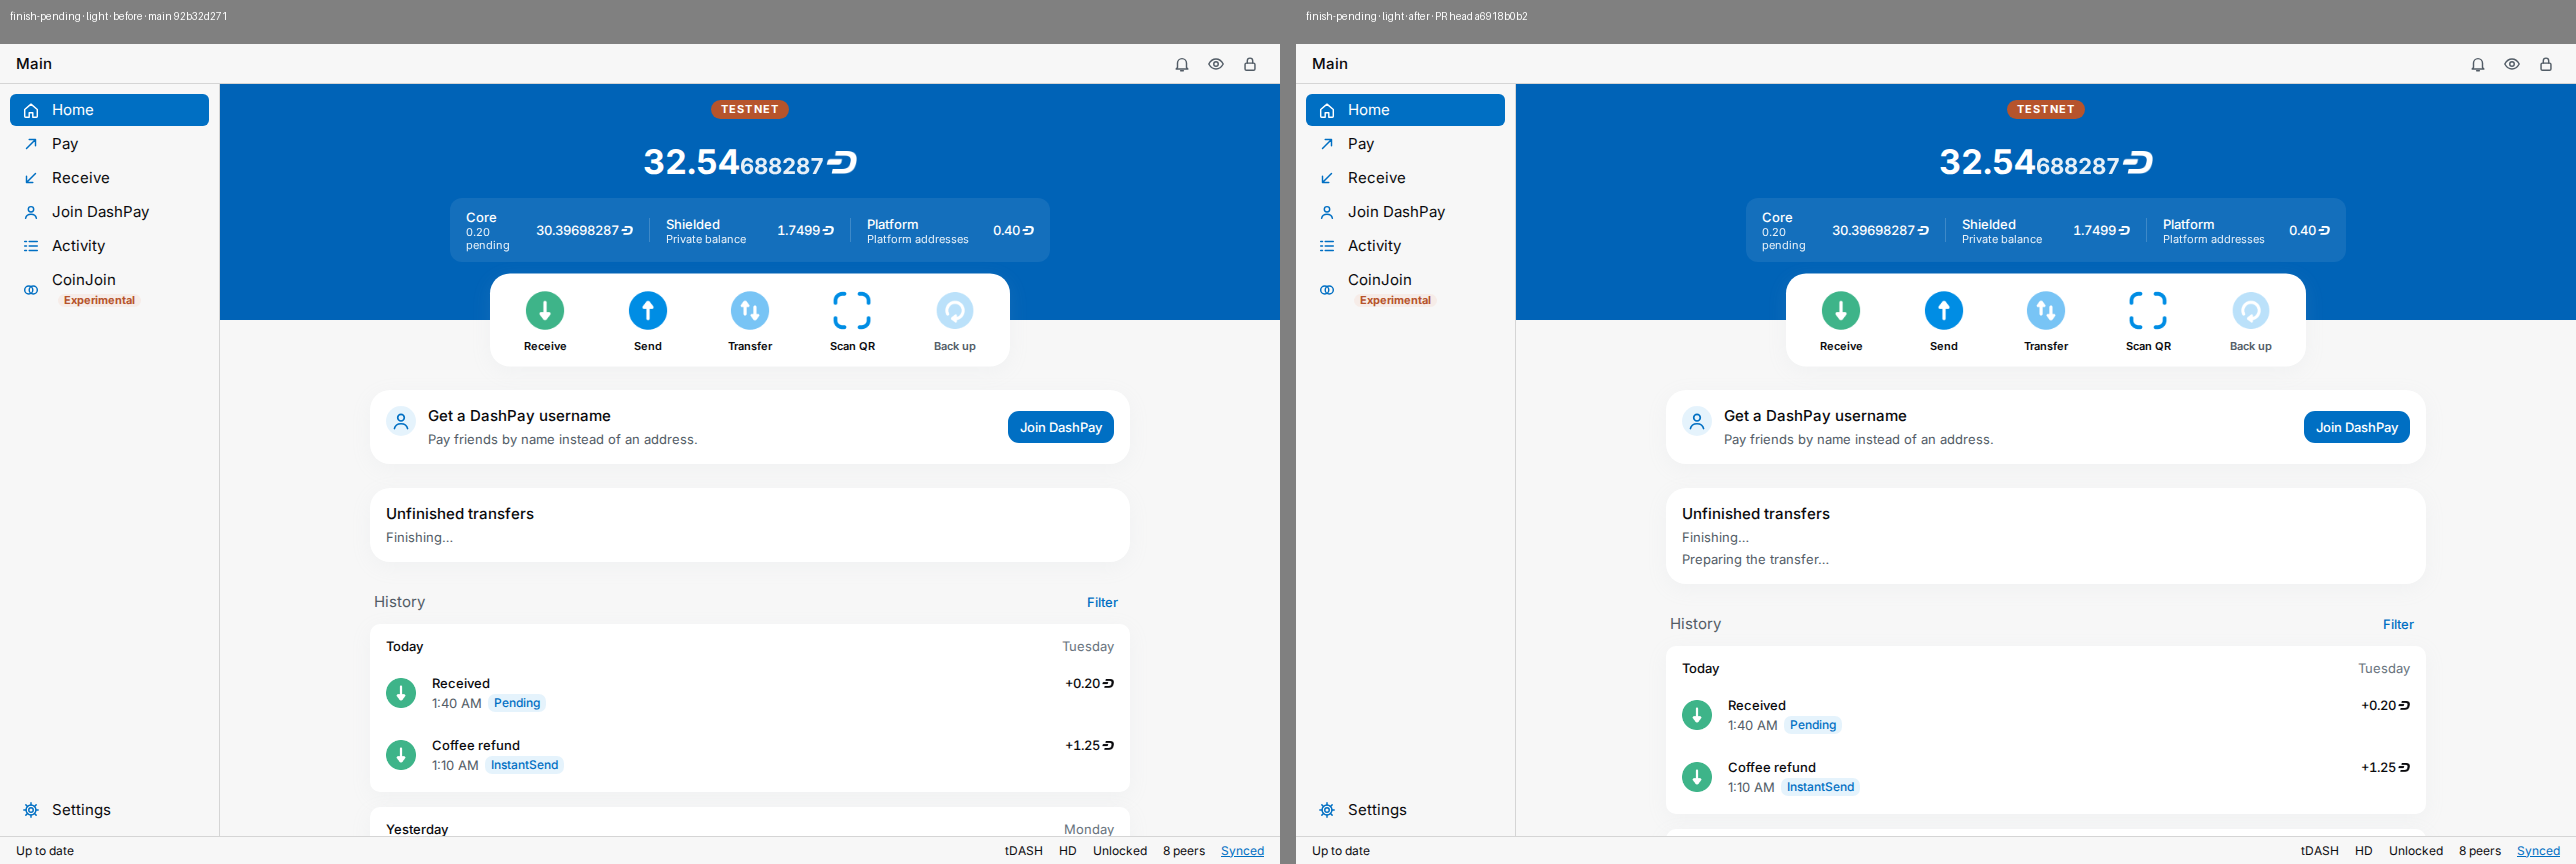 finish-pending · light · before · main 92b32d271
Main
Home
Pay
Receive
Join DashPay
Activity
CoinJoin
Experimental
Settings
TESTNET
32.54688287
Core
0.20
pending
30.39698287
Shielded
Private balance
1.7499
Platform
Platform addresses
0.40
Receive
Send
Transfer
Scan QR
Back up
Get a DashPay username
Pay friends by name instead of an address.
Join DashPay
Unfinished transfers
Finishing...
History
Filter
Today
Tuesday
Received
+0.20
1:40 AM Pending
Coffee refund
+1.25
1:10 AM InstantSend
Yesterday
Monday
Up to date
tDASH HD Unlocked 8 peers Synced
finish-pending · light · after · PR head a6918b0b2
Main
Home
Pay
Receive
Join DashPay
Activity
CoinJoin
Experimental
Settings
TESTNET
32.54688287
Core
0.20
pending
30.39698287
Shielded
Private balance
1.7499
Platform
Platform addresses
0.40
Receive
Send
Transfer
Scan QR
Back up
Get a DashPay username
Pay friends by name instead of an address.
Join DashPay
Unfinished transfers
Finishing...
Preparing the transfer...
History
Filter
Today
Tuesday
Received
+0.20
1:40 AM Pending
Coffee refund
+1.25
1:10 AM InstantSend
Up to date
tDASH HD Unlocked 8 peers Synced